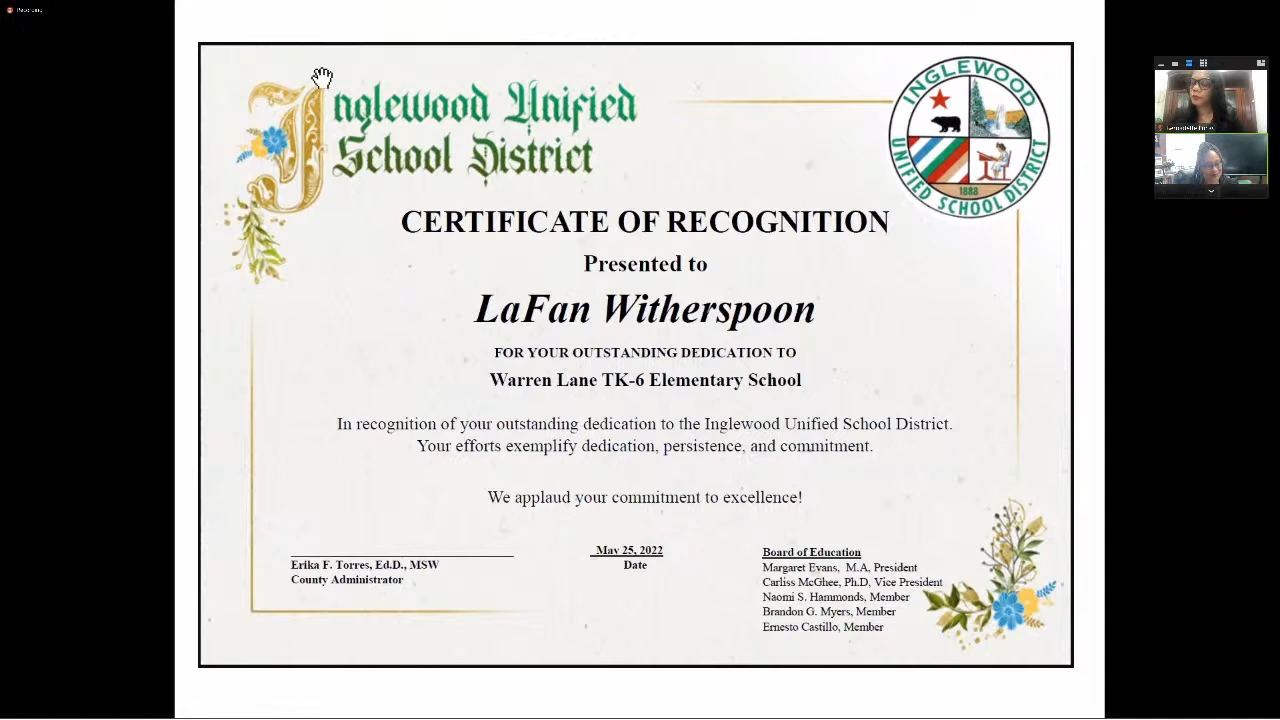 Recording
Inglewood Unified
School District
INGLEWOOD
UNIFIED SCHOOL DISTRICT
1888
CERTIFICATE OF RECOGNITION
Presented to
LaFan Witherspoon
FOR YOUR OUTSTANDING DEDICATION TO
Warren Lane TK-6 Elementary School
In recognition of your outstanding dedication to the Inglewood Unified School District.
Your efforts exemplify dedication, persistence, and commitment.
We applaud your commitment to excellence!
Erika F. Torres, Ed.D., MSW
County Administrator
May 25, 2022
Date
Board of Education
Margaret Evans, M.A, President
Carliss McGhee, Ph.D, Vice President
Naomi S. Hammonds, Member
Brandon G. Myers, Member
Ernesto Castillo, Member